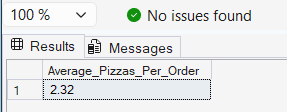 100 %
No issues found
Results
Messages
Average_Pizzas_Per_Order
1
2.32